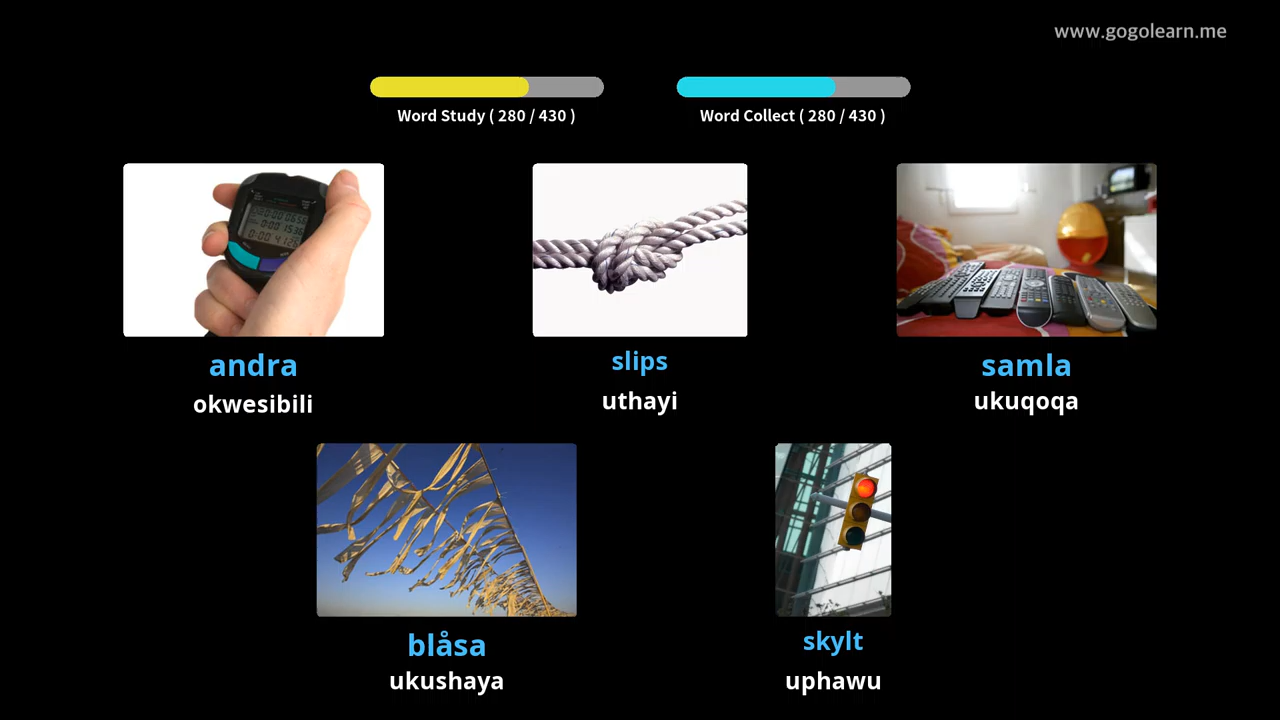 www.gogolearn.me
Word Study ( 280 / 430 )
Word Collect ( 280 / 430 )
andra
okwesibili
slips
uthayi
samla
ukuqoqa
blåsa
ukushaya
skylt
uphawu